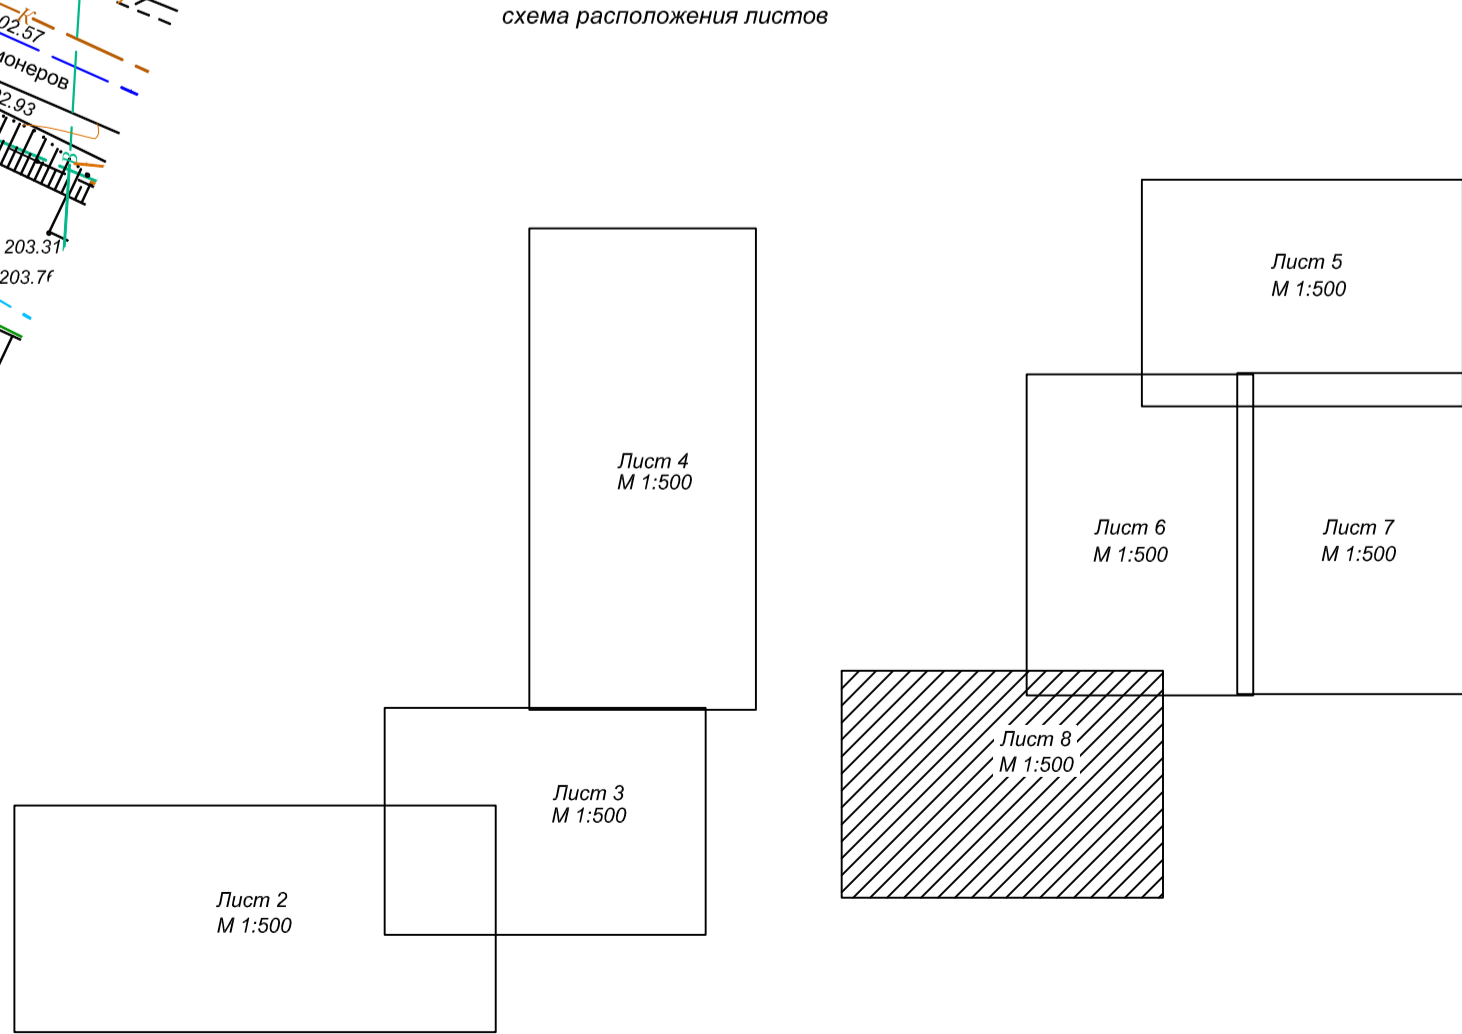 схема расположения листов
К
02.57
2.93
В
203.31
Лист 5
М 1:500
Лист 4
М 1:500
Лист 6
М 1:500
Лист 7
М 1:500
Лист 8
М 1:500
Лист 3
М 1:500
Лист 2
М 1:500